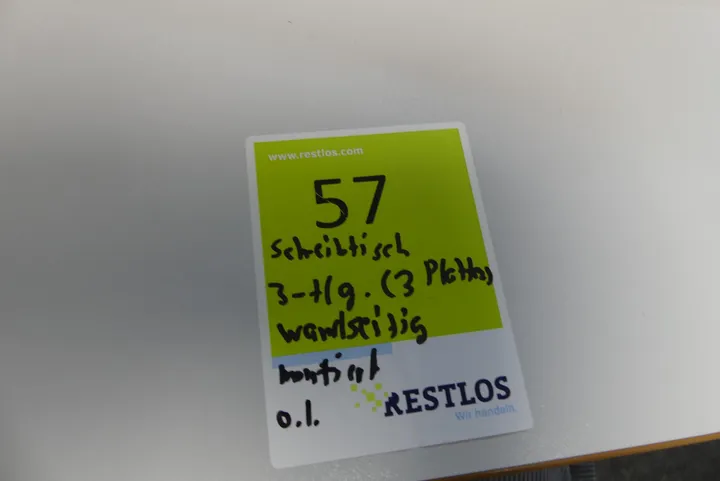 www.restlos.com
57
Schreibtisch
3-tlg. (3 Platten)
wandseitig
montiert
o.l.
RESTLOS
Wir handeln.